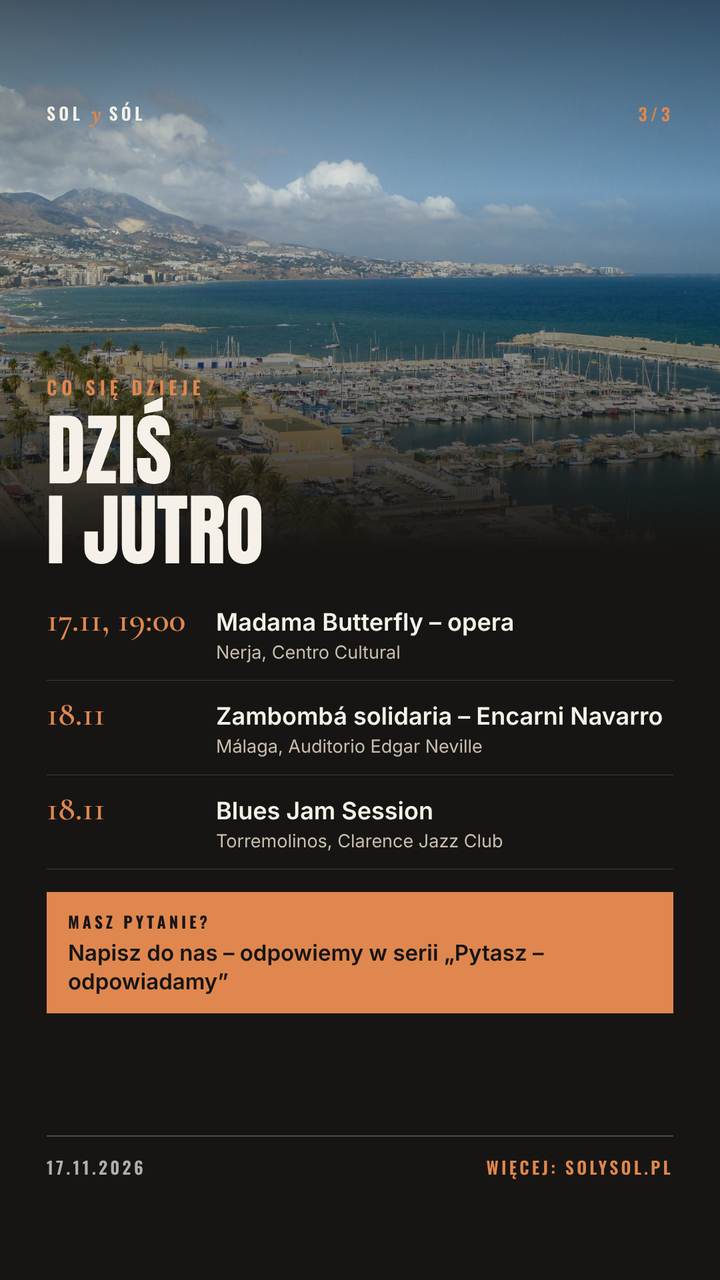 SOL y SÓL
3/3
CO SIĘ DZIEJE
DZIŚ
I JUTRO
17.11, 19:00 Madama Butterfly – opera
Nerja, Centro Cultural
18.11 Zambombá solidaria – Encarni Navarro
Málaga, Auditorio Edgar Neville
18.11 Blues Jam Session
Torremolinos, Clarence Jazz Club
MASZ PYTANIE?
Napisz do nas – odpowiemy w serii „Pytasz –
odpowiadamy”
17.11.2026
WIĘCEJ: SOLYSOL.PL